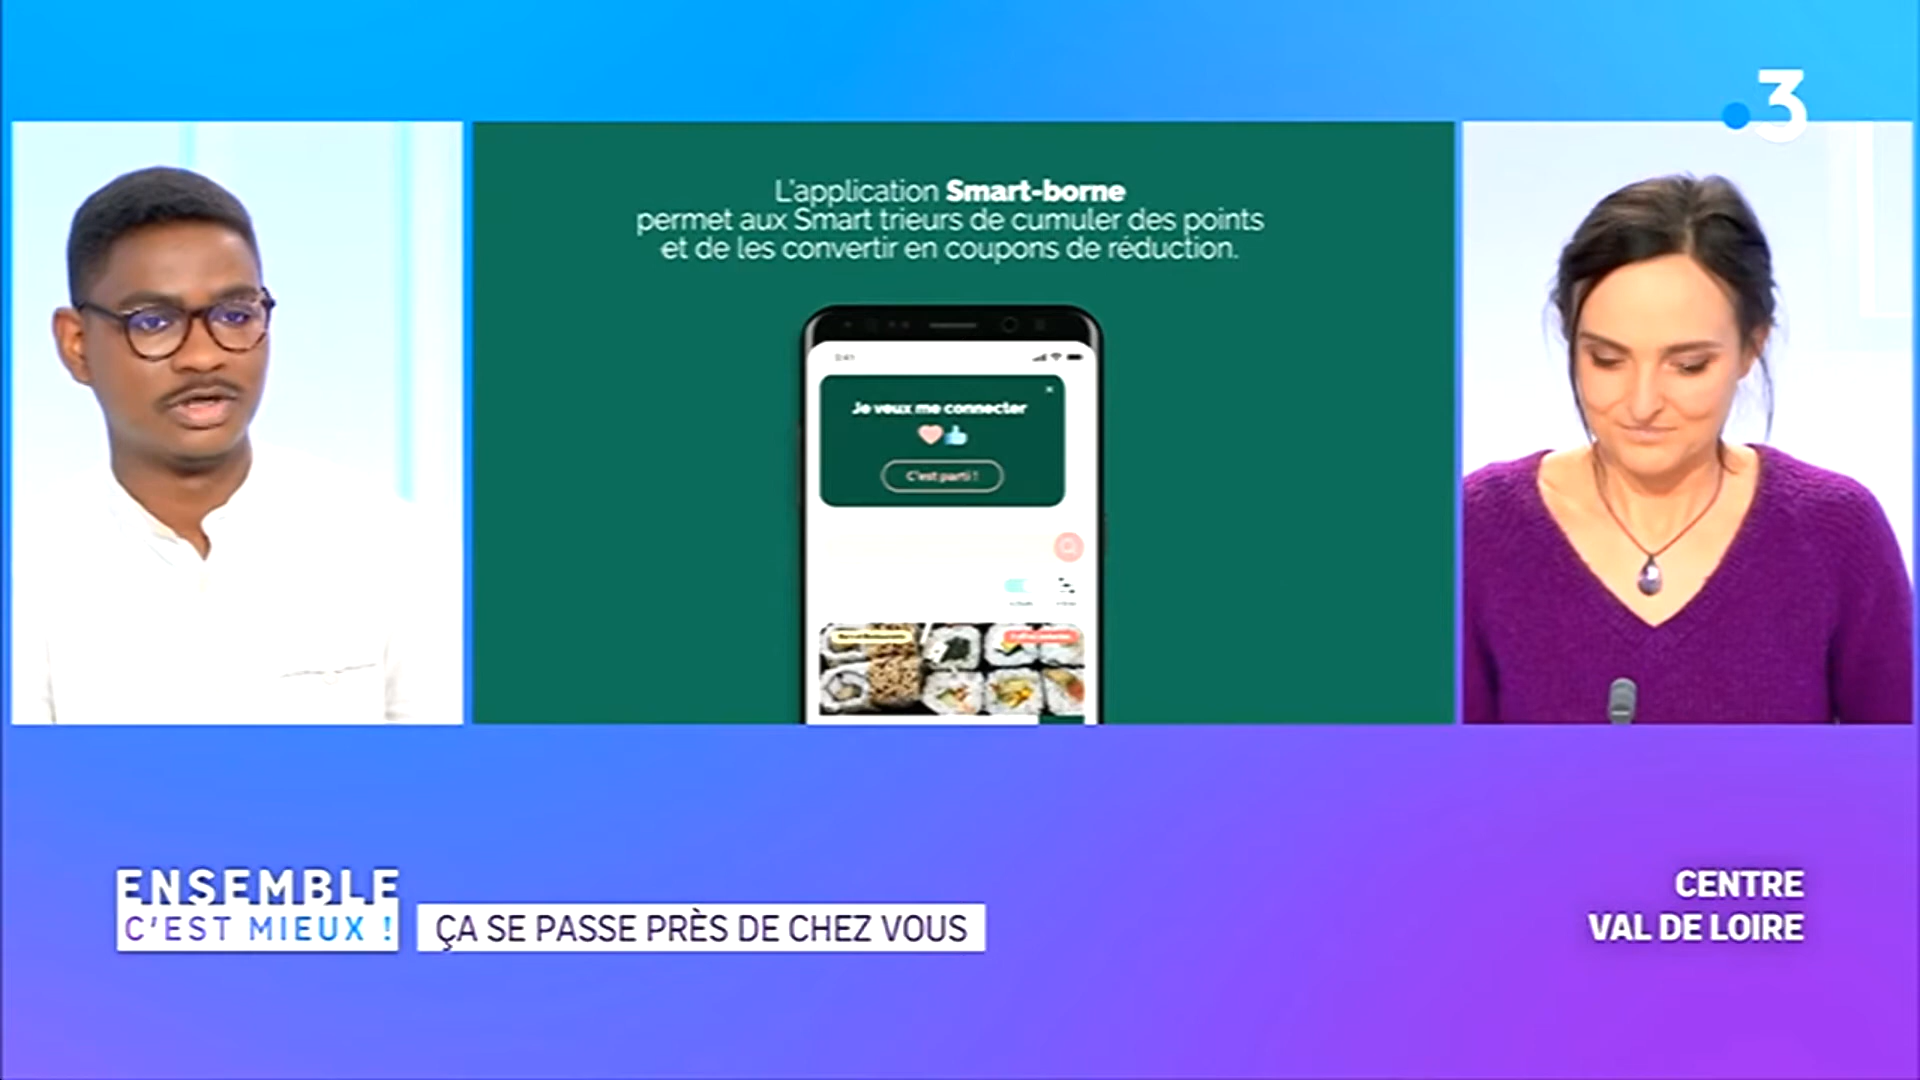 3
L'application Smart-borne
permet aux Smart trieurs de cumuler des points
et de les convertir en coupons de réduction.
Je veux me connecter
C'est parti !
ENSEMBLE
C'EST MIEUX !
ÇA SE PASSE PRÈS DE CHEZ VOUS
CENTRE
VAL DE LOIRE